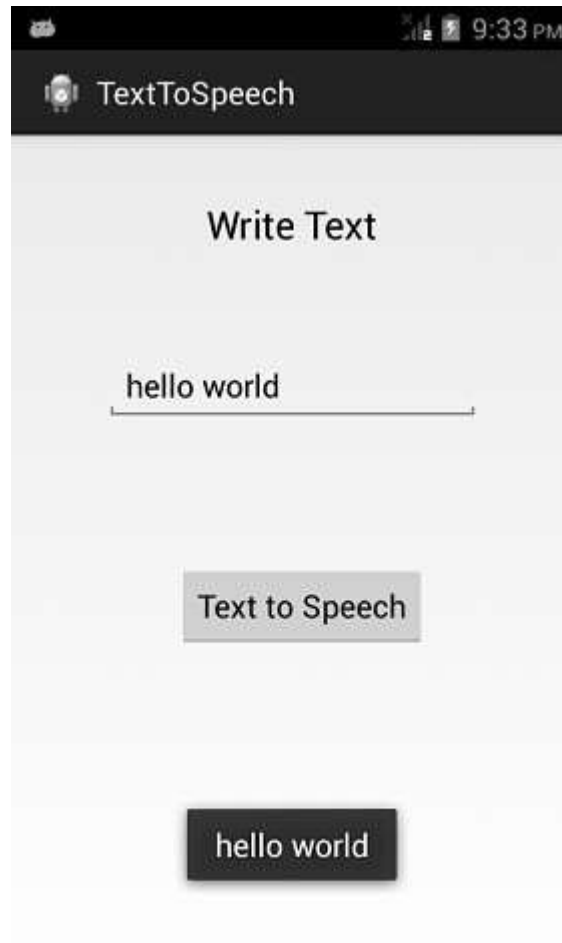 9:33 PM
TextToSpeech
Write Text
hello world
Text to Speech
hello world